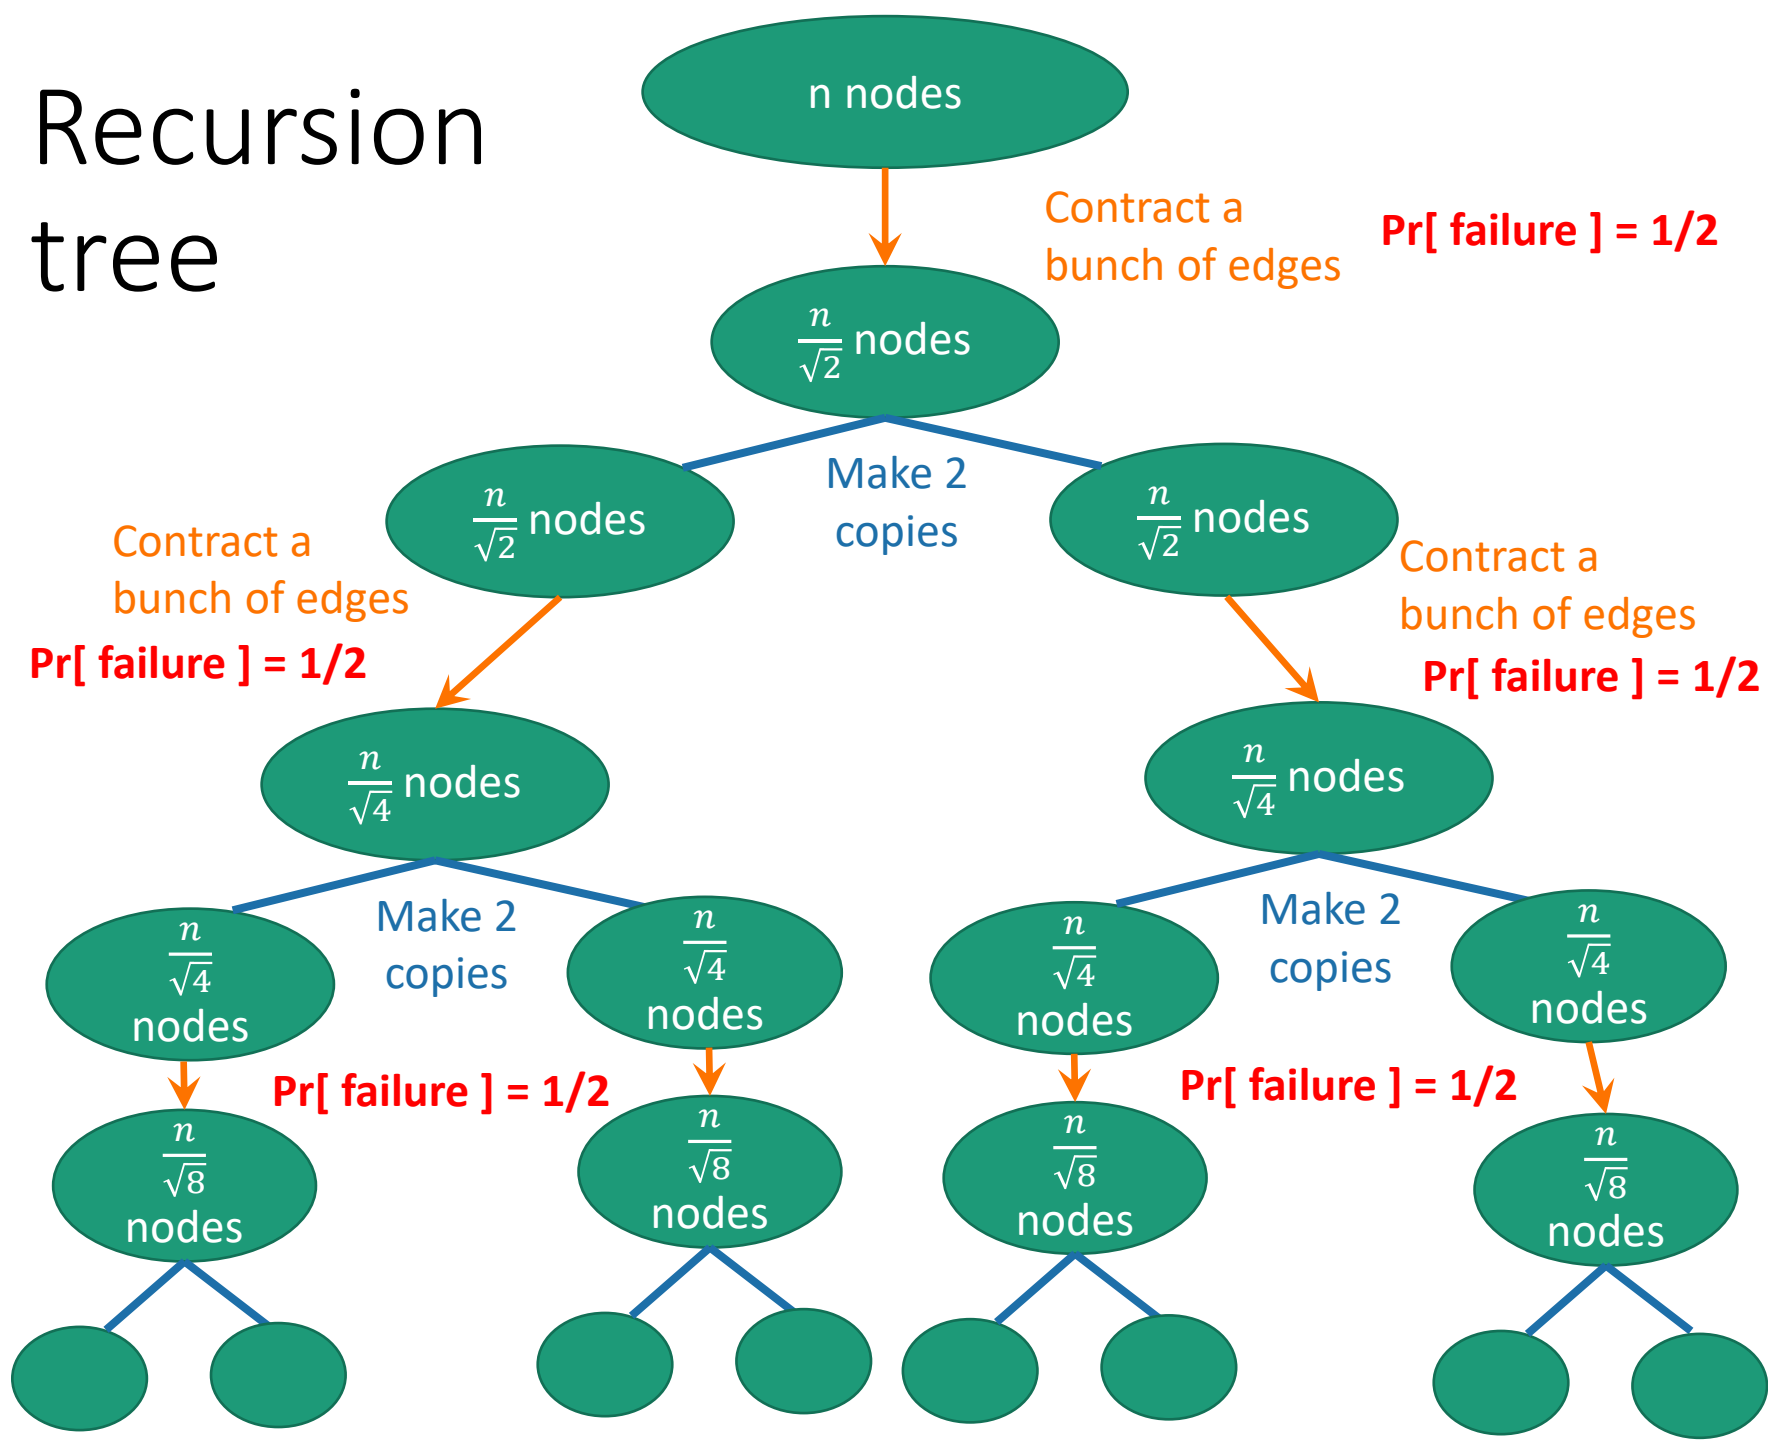 Recursion
tree
n nodes
Contract a
bunch of edges
Pr[ failure ] = 1/2
n/√2 nodes
Make 2
copies
n/√2 nodes
n/√2 nodes
Contract a
bunch of edges
Pr[ failure ] = 1/2
Contract a
bunch of edges
Pr[ failure ] = 1/2
n/√4 nodes
n/√4 nodes
Make 2
copies
Make 2
copies
n/√4
nodes
n/√4
nodes
n/√4
nodes
n/√4
nodes
Pr[ failure ] = 1/2
Pr[ failure ] = 1/2
n/√8
nodes
n/√8
nodes
n/√8
nodes
n/√8
nodes